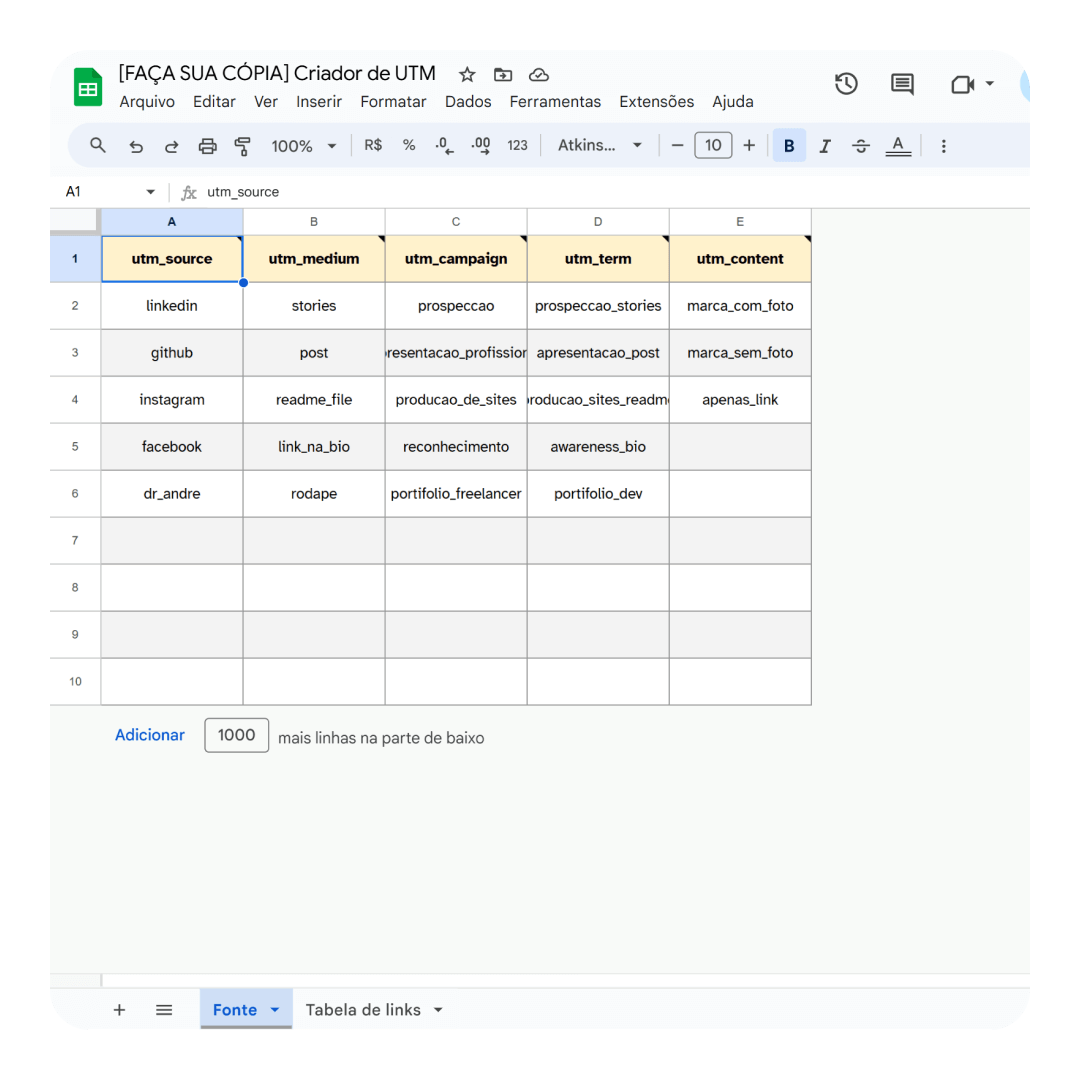 [FAÇA SUA CÓPIA] Criador de UTM
Arquivo Editar Ver Inserir Formatar Dados Ferramentas Extensões Ajuda
100% R$ % .0 .00 123 Atkins... − 10 + B I S A
A1 fx utm_source
A B C D E
1 utm_source utm_medium utm_campaign utm_term utm_content
2 linkedin stories prospeccao prospeccao_stories marca_com_foto
3 github post resentacao_profission apresentacao_post marca_sem_foto
4 instagram readme_file producao_de_sites roducao_sites_readm apenas_link
5 facebook link_na_bio reconhecimento awareness_bio
6 dr_andre rodape portifolio_freelancer portifolio_dev
7
8
9
10
Adicionar 1000 mais linhas na parte de baixo
+ Fonte Tabela de links